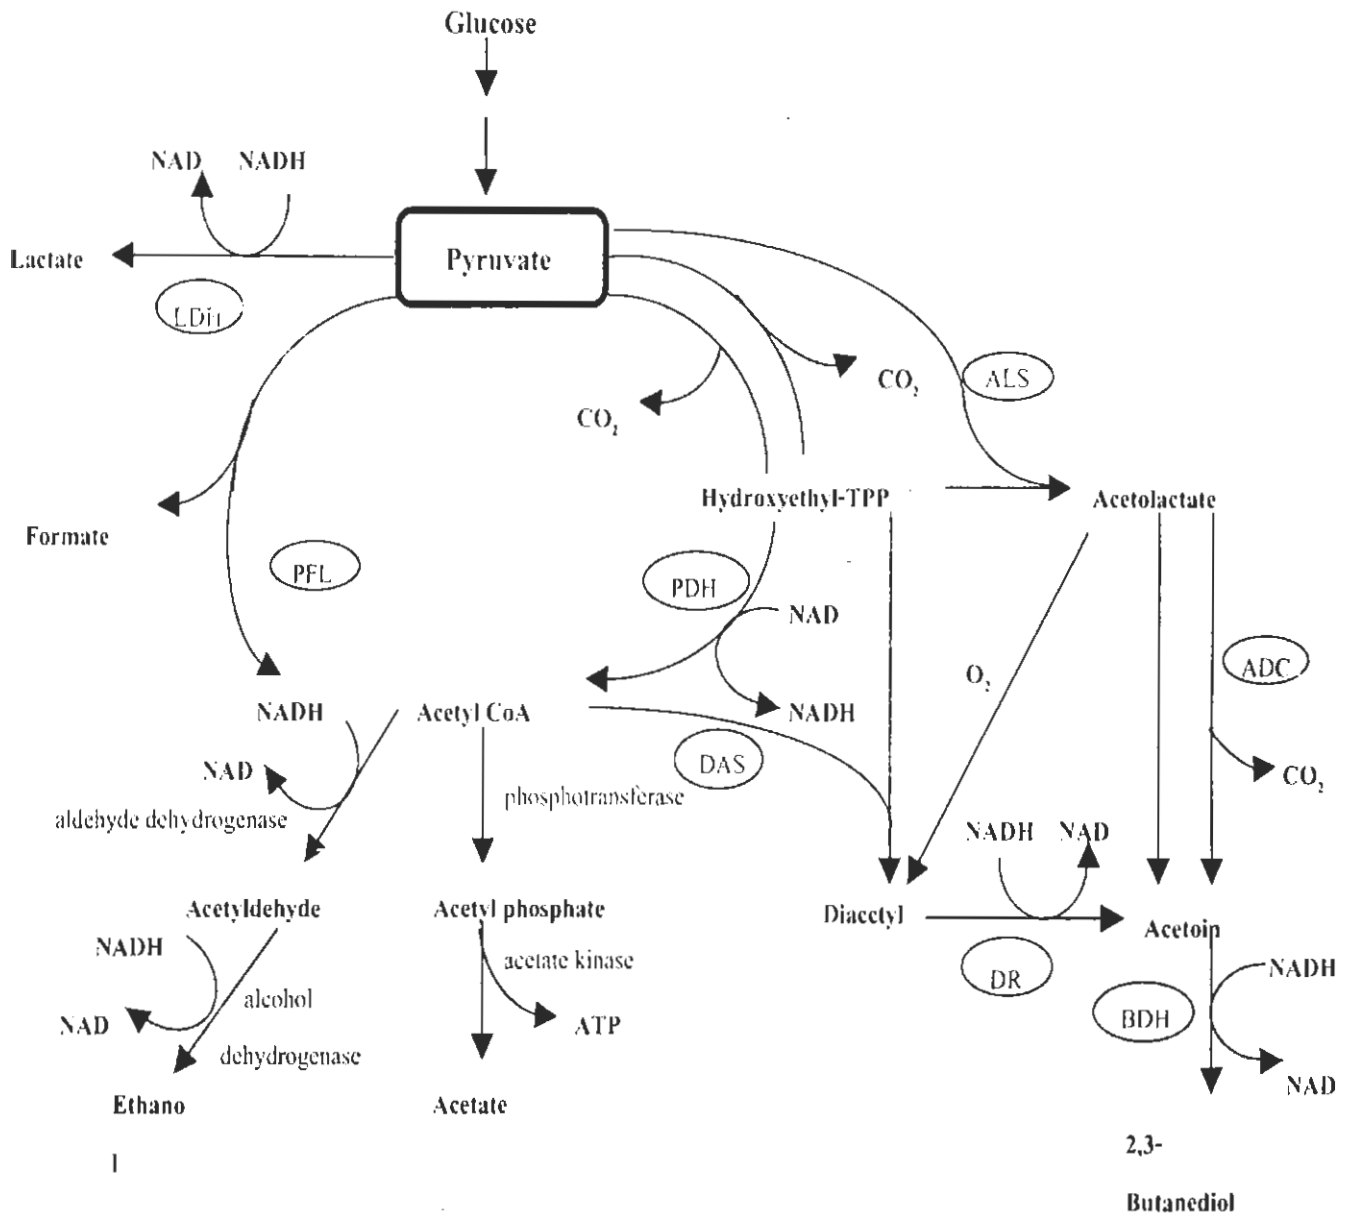 Glucose
NAD NADH
Lactate
Pyruvate
CO₂
ALS
CO₂
Hydroxyethyl-TPP
Acetolactate
Formate
PFL
PDH
NAD
O₂
ADC
NADH
Acetyl CoA
NADH
NAD
DAS
CO₂
phosphotransferase
aldehyde dehydrogenase
NADH NAD
Acetyldehyde
Acetyl phosphate
Diacetyl
Acetoin
NADH
acetate kinase
DR
NADH
alcohol
NAD
ATP
BDH
dehydrogenase
NAD
Ethano
l
Acetate
2,3-
Butanediol